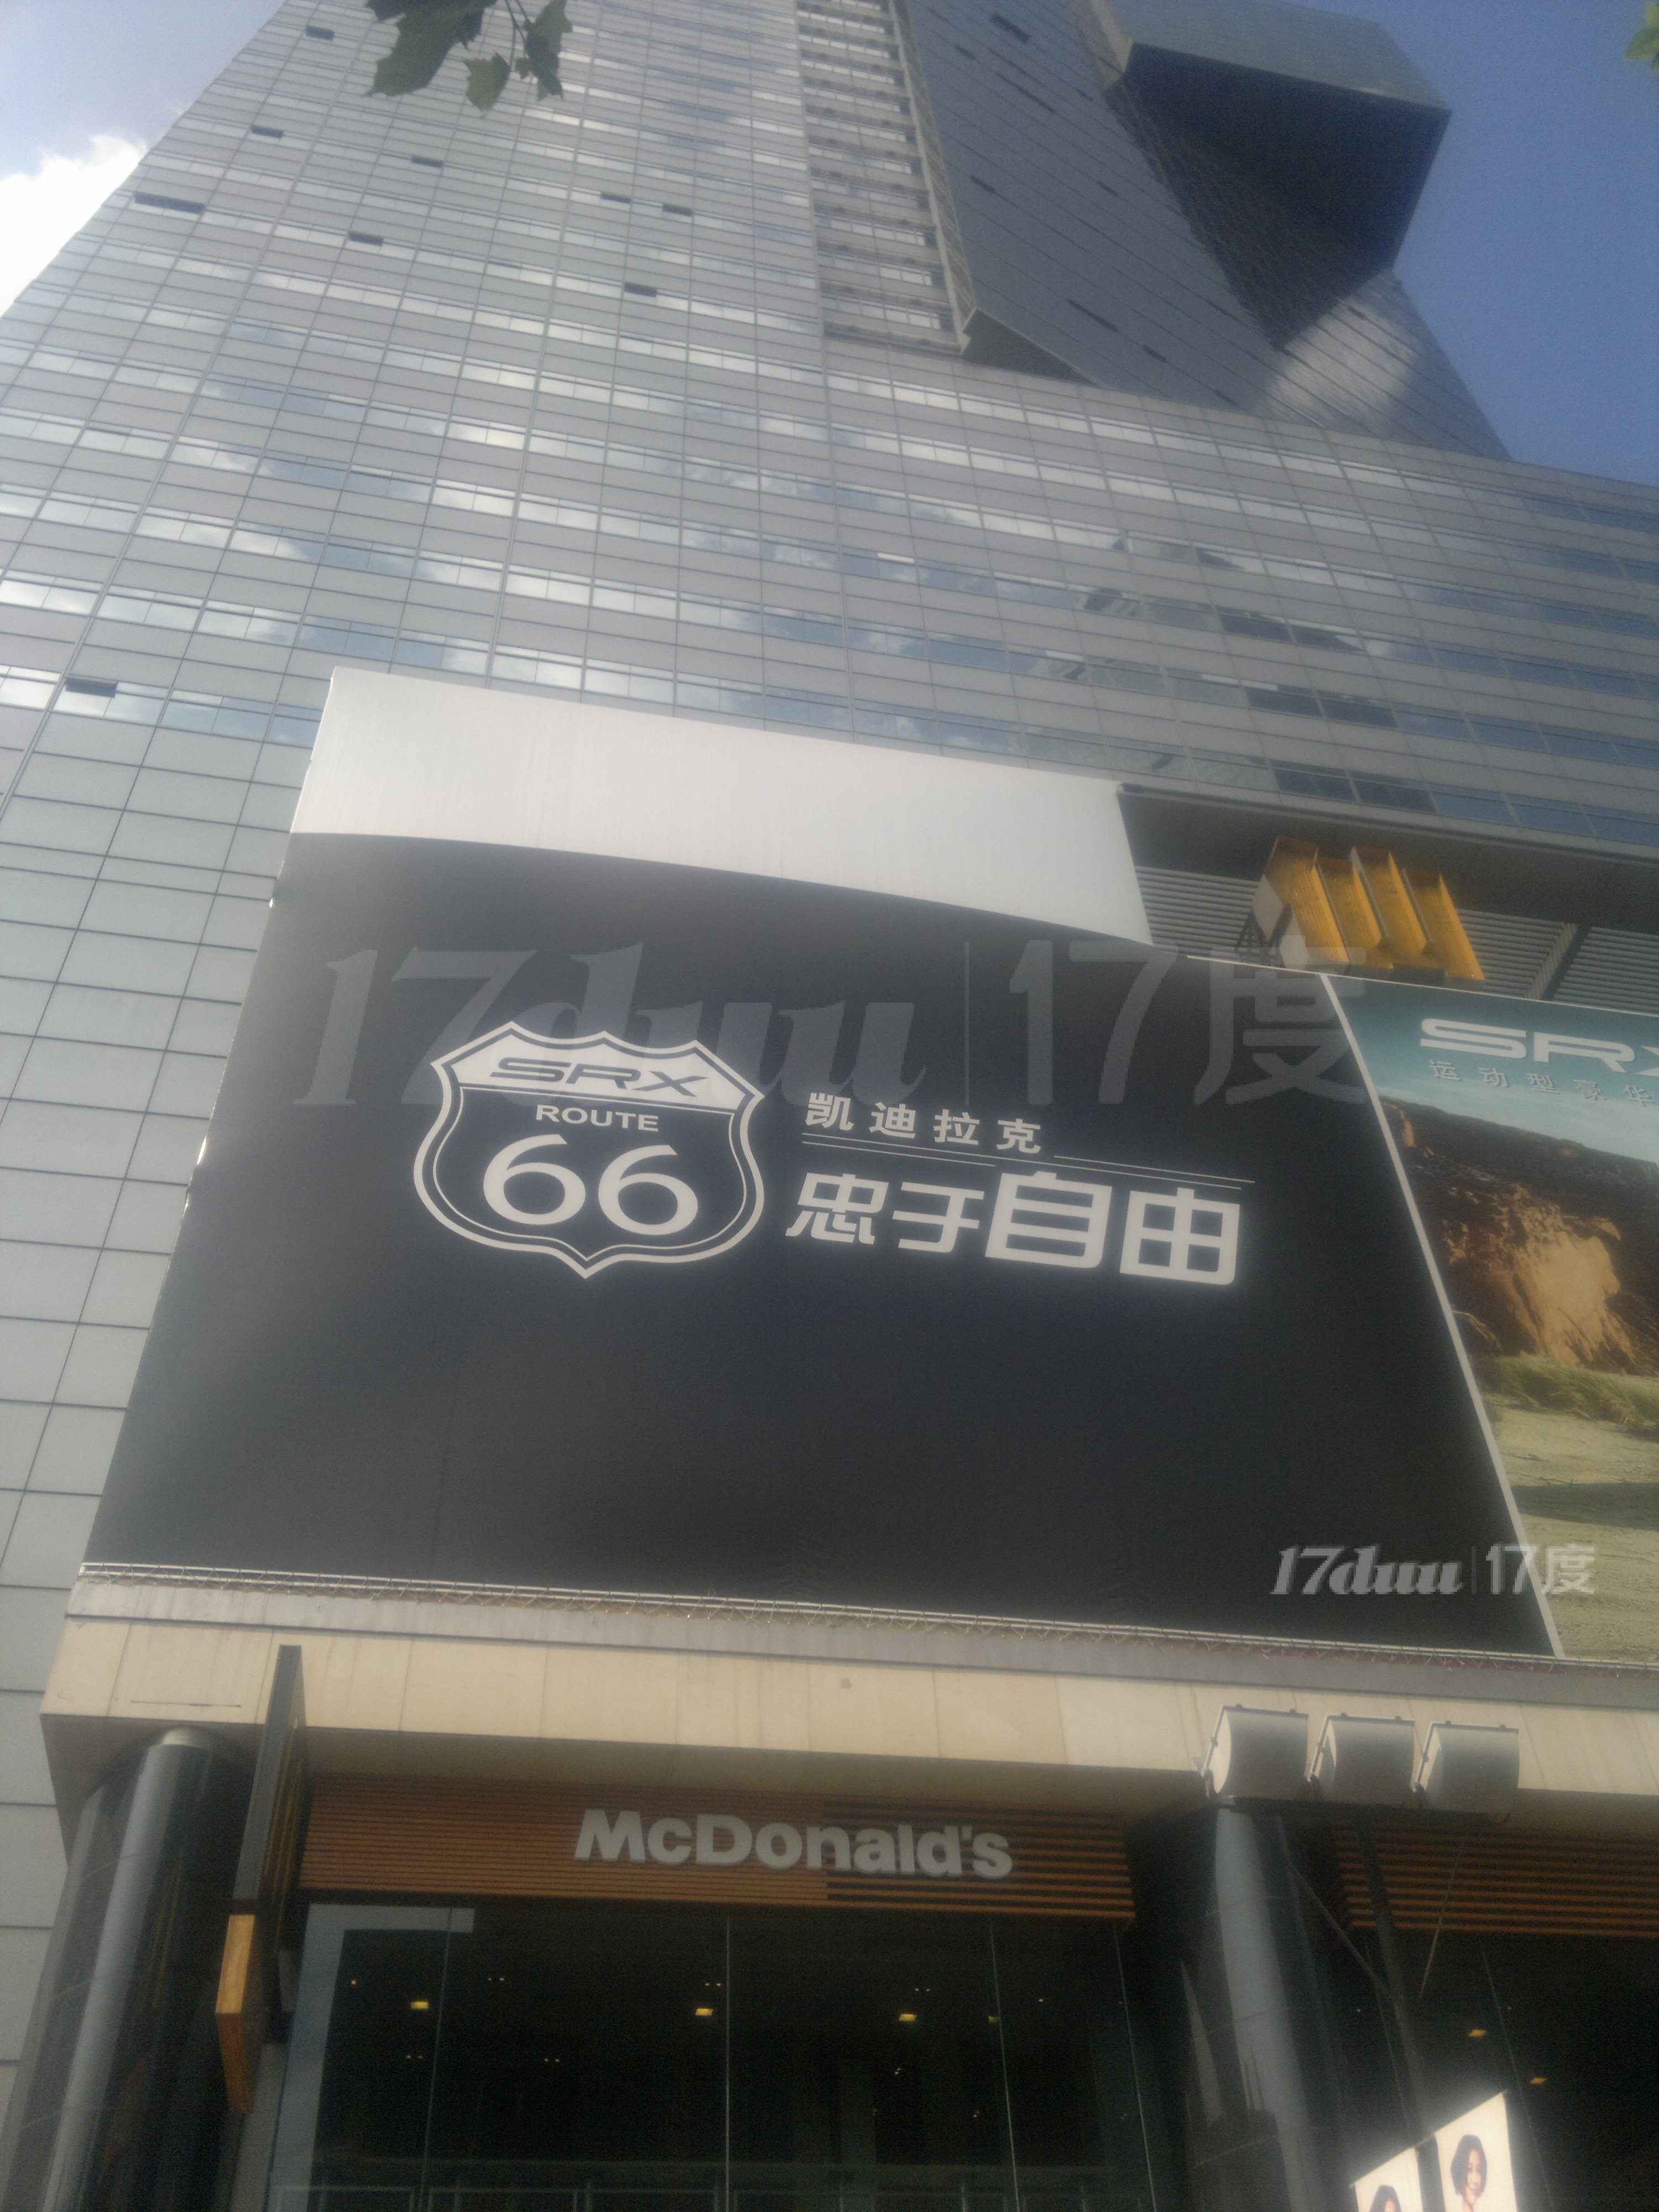 17duu 17度
SRX
ROUTE
66
凯迪拉克
忠于自由
SRX
运动型豪华
17duu 17度
McDonald's